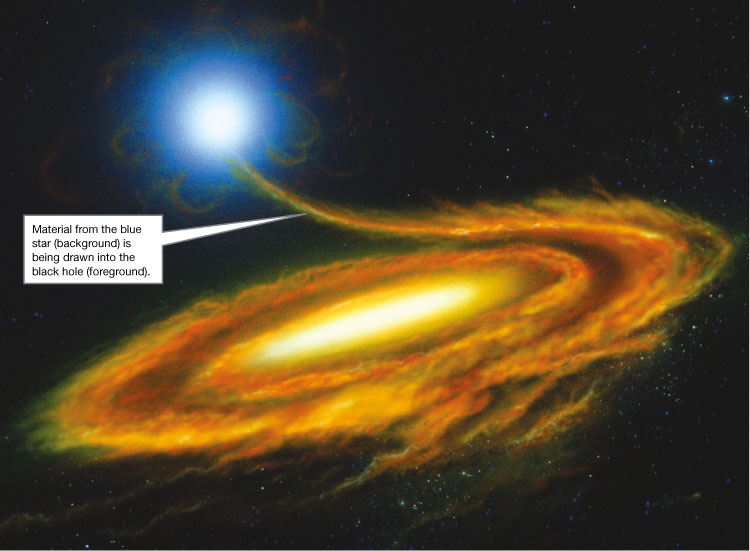 Material from the blue
star (background) is
being drawn into the
black hole (foreground).